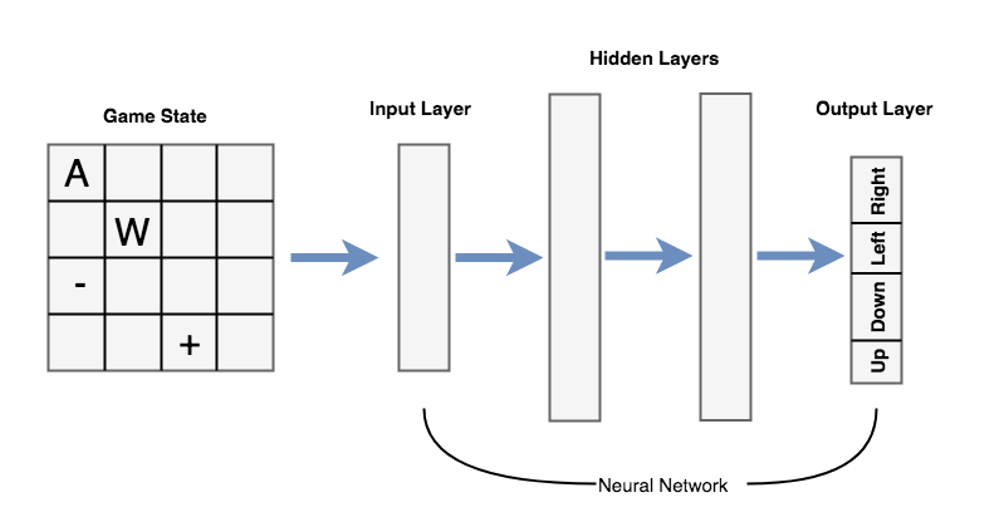 Hidden Layers
Game State
Input Layer
Output Layer
A
W
-
+
Right
Left
Down
Up
Neural Network